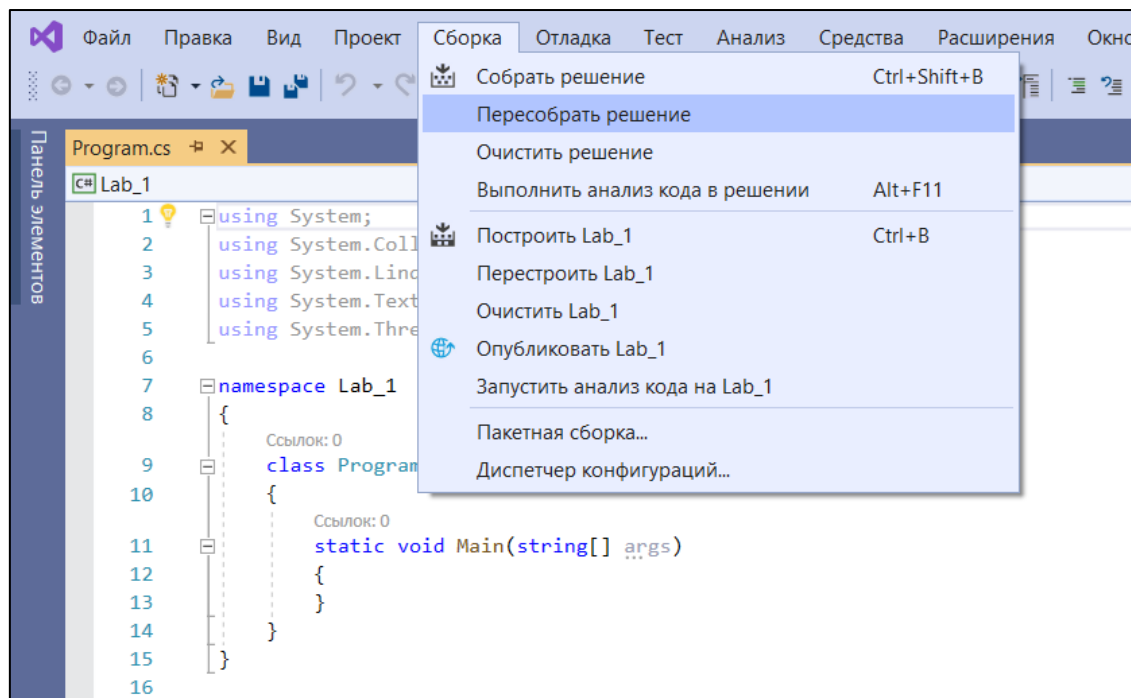 Файл Правка Вид Проект Сборка Отладка Тест Анализ Средства Расширения Окно
Собрать решение Ctrl+Shift+B
Пересобрать решение
Очистить решение
Выполнить анализ кода в решении Alt+F11
Построить Lab_1 Ctrl+B
Перестроить Lab_1
Очистить Lab_1
Опубликовать Lab_1
Запустить анализ кода на Lab_1
Пакетная сборка...
Диспетчер конфигураций...
Панель элементов
Program.cs
C# Lab_1
1 using System;
2 using System.Coll
3 using System.Linq
4 using System.Text
5 using System.Thre
6
7 namespace Lab_1
8 {
Ссылок: 0
9 class Program
10 {
Ссылок: 0
11 static void Main(string[] args)
12 {
13 }
14 }
15 }
16